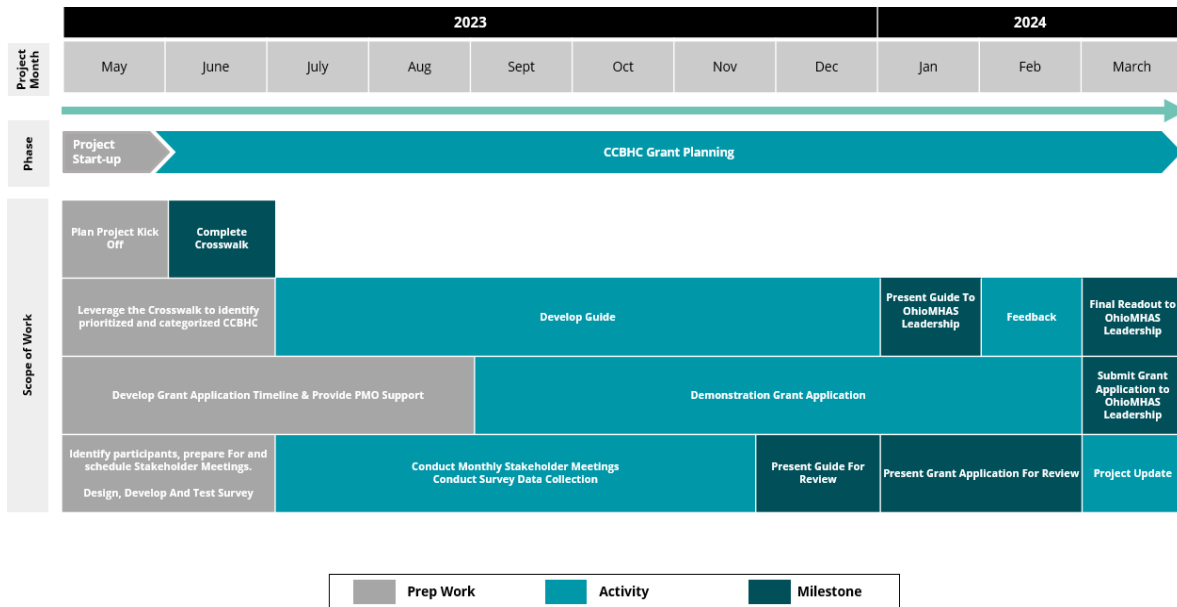 2023
2024
Project
Month
May
June
July
Aug
Sept
Oct
Nov
Dec
Jan
Feb
March
Phase
Project
Start-up
CCBHC Grant Planning
Scope of Work
Plan Project Kick
Off
Complete
Crosswalk
Leverage the Crosswalk to identify
prioritized and categorized CCBHC
Develop Guide
Present Guide To
OhioMHAS
Leadership
Feedback
Final Readout to
OhioMHAS
Leadership
Develop Grant Application Timeline & Provide PMO Support
Demonstration Grant Application
Submit Grant
Application to
OhioMHAS
Leadership
Identify participants, prepare For and
schedule Stakeholder Meetings.
Design, Develop And Test Survey
Conduct Monthly Stakeholder Meetings
Conduct Survey Data Collection
Present Guide For
Review
Present Grant Application For Review
Project Update
Prep Work
Activity
Milestone